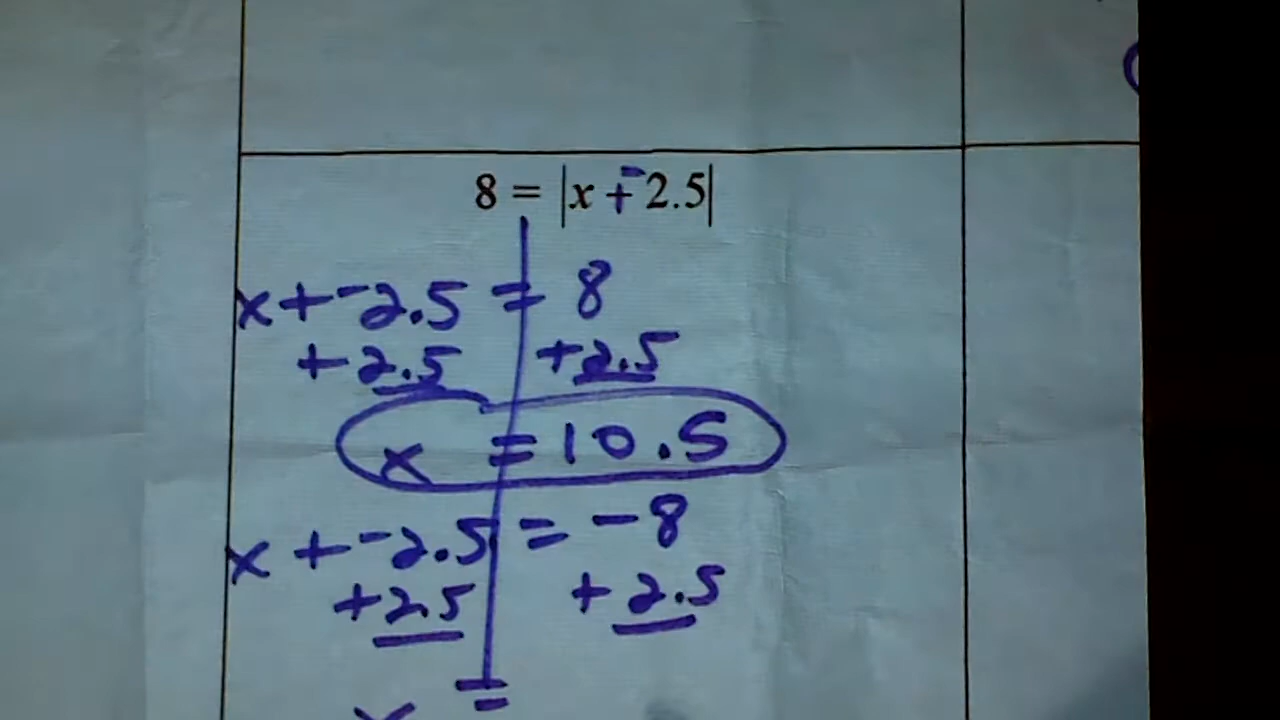 8 = |x + -2.5|
x + -2.5 = 8
+ 2.5 + 2.5
x = 10.5
x + -2.5 = -8
+ 2.5 + 2.5
x =